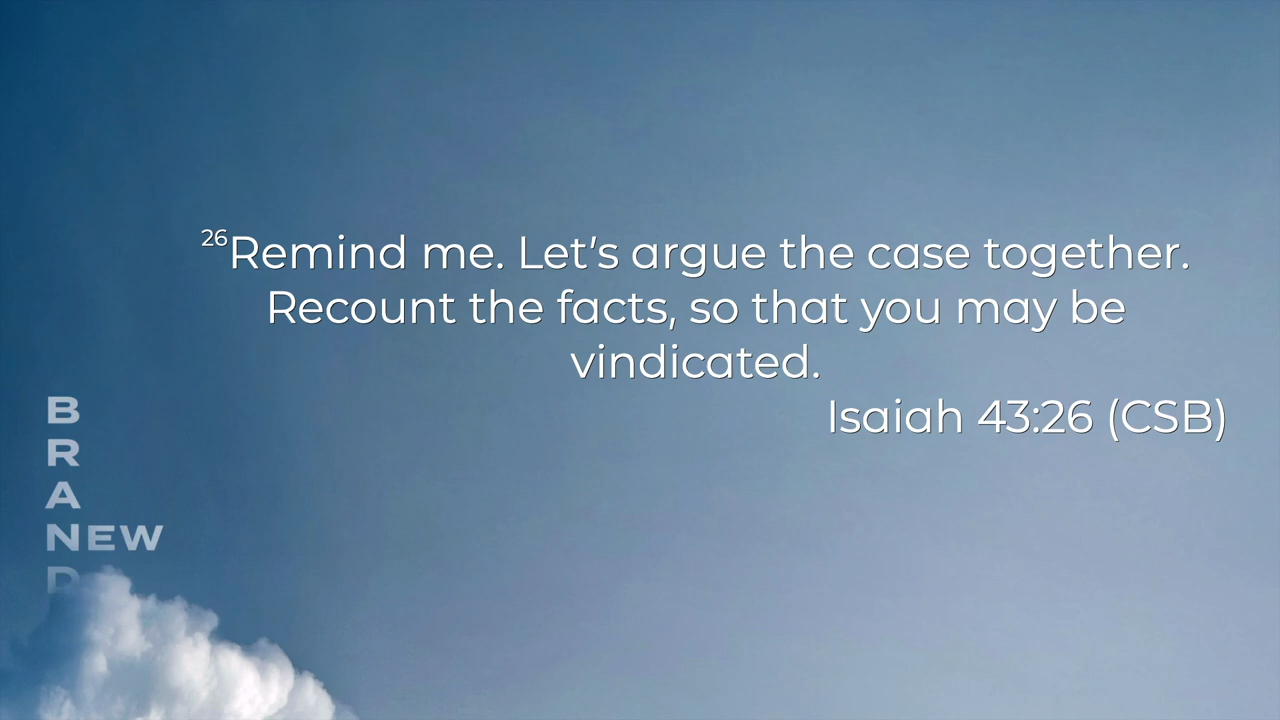 26Remind me. Let’s argue the case together.
Recount the facts, so that you may be
vindicated.
Isaiah 43:26 (CSB)
BRAND
NEW